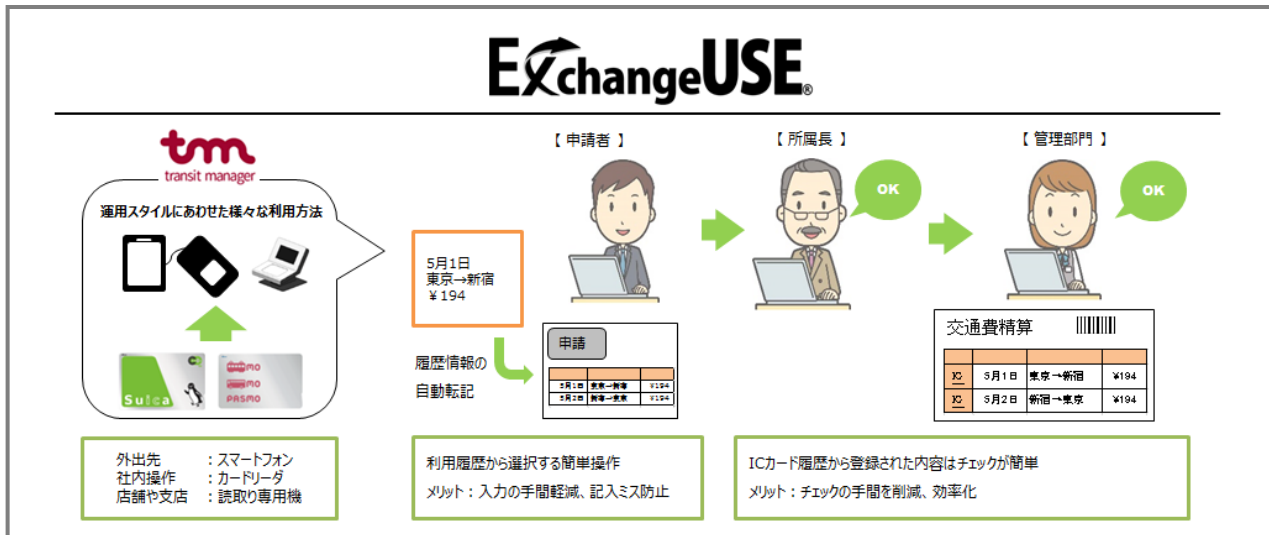 EXchangeUSE®
tm
transit manager
運用スタイルにあわせた様々な利用方法
Suica
mo
mo
PASMO
外出先 :スマートフォン
社内操作 :カードリーダ
店舗や支店 :読取り専用機
【 申請者 】
5月1日
東京→新宿
¥194
履歴情報の
自動転記
申請
5月1日 東京→新宿 ¥194
5月2日 新宿→東京 ¥194
利用履歴から選択する簡単操作
メリット:入力の手間軽減、記入ミス防止
【 所属長 】
OK
【 管理部門 】
OK
交通費精算
IC 5月1日 東京→新宿 ¥194
IC 5月2日 新宿→東京 ¥194
ICカード履歴から登録された内容はチェックが簡単
メリット:チェックの手間を削減、効率化